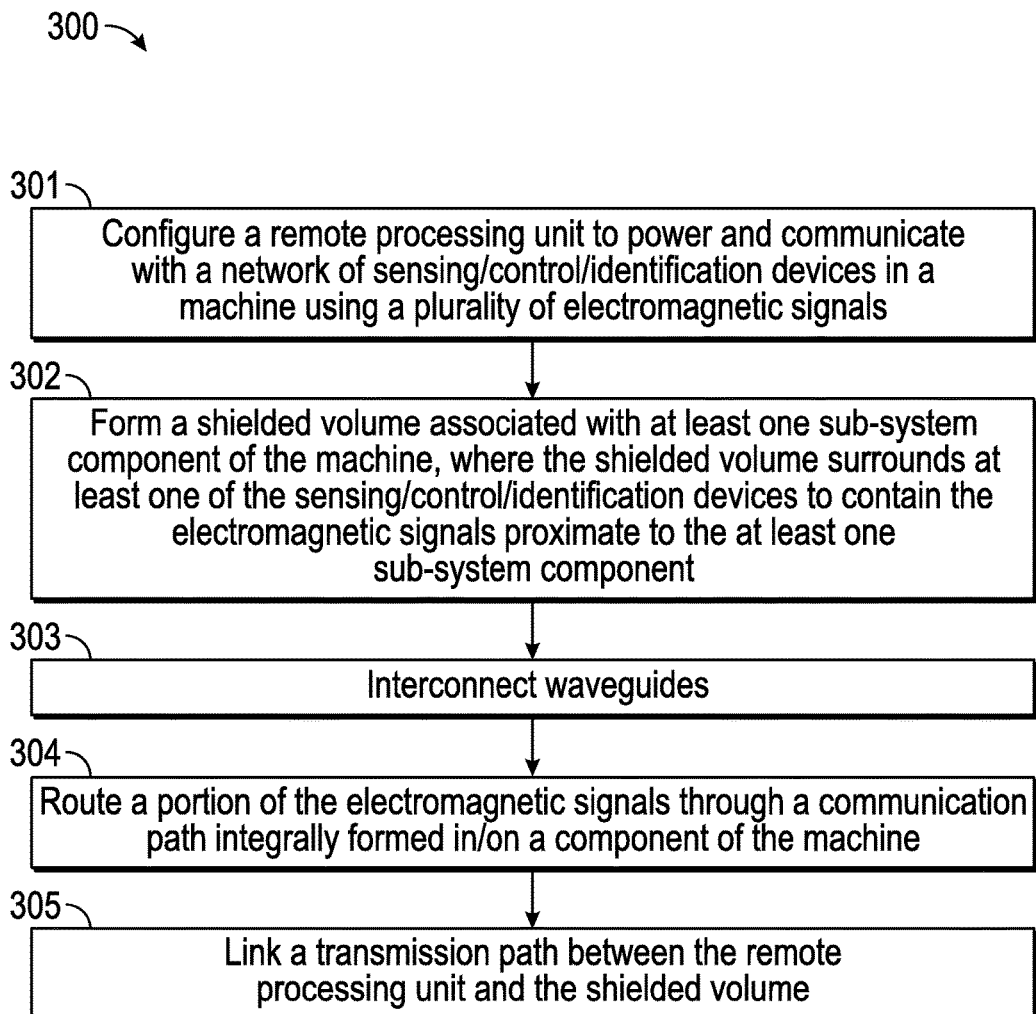 300
301
Configure a remote processing unit to power and communicate
with a network of sensing/control/identification devices in a
machine using a plurality of electromagnetic signals
302
Form a shielded volume associated with at least one sub-system
component of the machine, where the shielded volume surrounds at
least one of the sensing/control/identification devices to contain the
electromagnetic signals proximate to the at least one
sub-system component
303
Interconnect waveguides
304
Route a portion of the electromagnetic signals through a communication
path integrally formed in/on a component of the machine
305
Link a transmission path between the remote
processing unit and the shielded volume